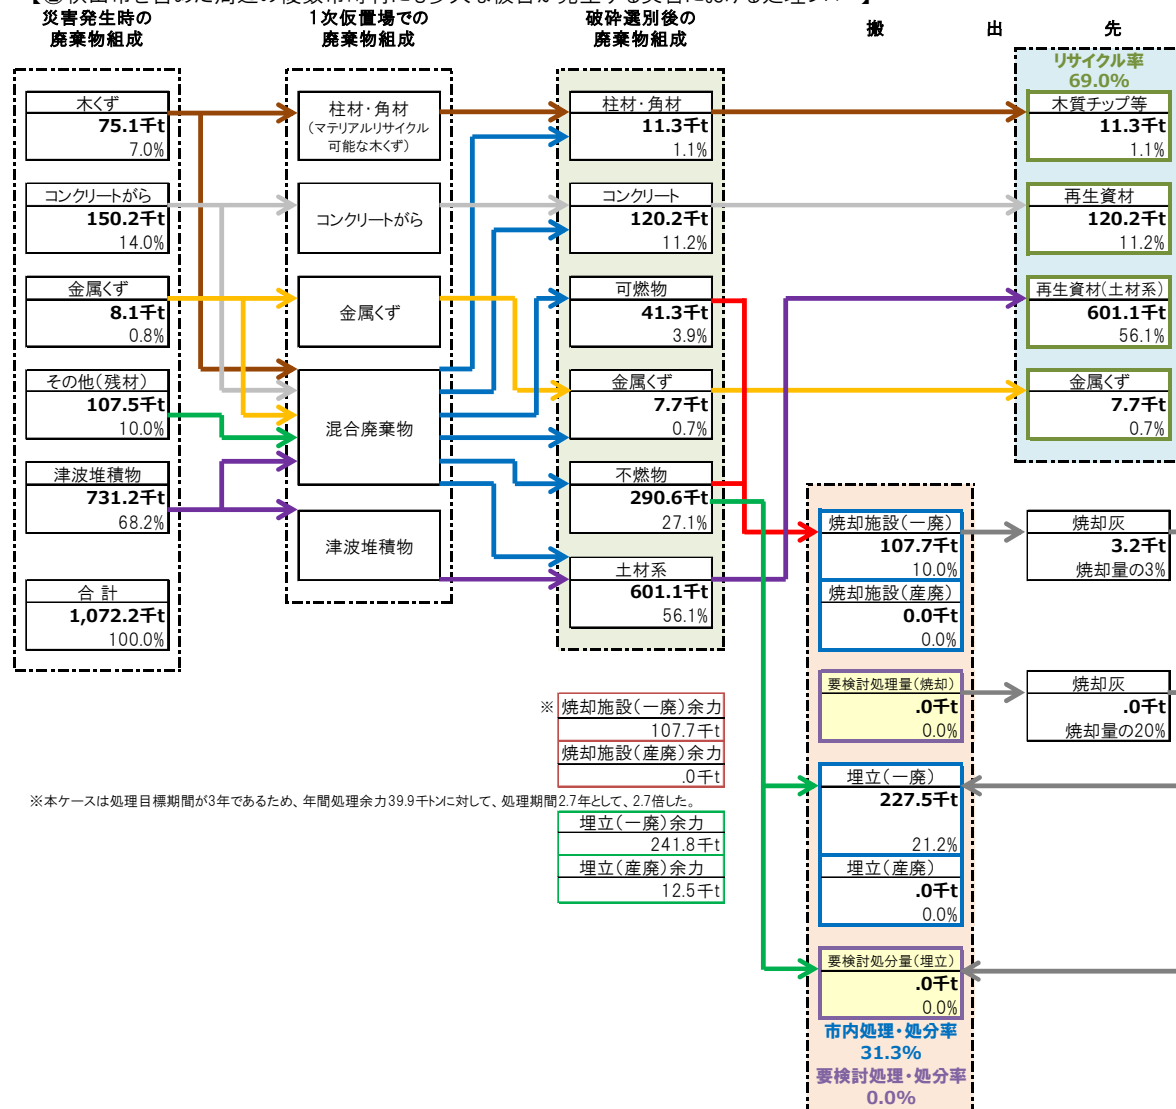 災害発生時の
廃棄物組成
1次仮置場での
廃棄物組成
破砕選別後の
廃棄物組成
搬 出 先
木くず
75.1千t
7.0%
コンクリートがら
150.2千t
14.0%
金属くず
8.1千t
0.8%
その他(残材)
107.5千t
10.0%
津波堆積物
731.2千t
68.2%
合 計
1,072.2千t
100.0%
柱材・角材
(マテリアルリサイクル
可能な木くず)
コンクリートがら
金属くず
混合廃棄物
津波堆積物
柱材・角材
11.3千t
1.1%
コンクリート
120.2千t
11.2%
可燃物
41.3千t
3.9%
金属くず
7.7千t
0.7%
不燃物
290.6千t
27.1%
土材系
601.1千t
56.1%
リサイクル率
69.0%
木質チップ等
11.3千t
1.1%
再生資材
120.2千t
11.2%
再生資材(土材系)
601.1千t
56.1%
金属くず
7.7千t
0.7%
焼却施設(一廃)
107.7千t
10.0%
焼却施設(産廃)
0.0千t
0.0%
焼却灰
3.2千t
焼却量の3%
要検討処理量(焼却)
.0千t
0.0%
焼却灰
.0千t
焼却量の20%
埋立(一廃)
227.5千t
21.2%
埋立(産廃)
.0千t
0.0%
要検討処分量(埋立)
.0千t
0.0%
市内処理・処分率
31.3%
要検討処理・処分率
0.0%
※ 焼却施設(一廃)余力
107.7千t
焼却施設(産廃)余力
.0千t
※本ケースは処理目標期間が3年であるため、年間処理余力39.9千トンに対して、処理期間2.7年として、2.7倍した。
埋立(一廃)余力
241.8千t
埋立(産廃)余力
12.5千t